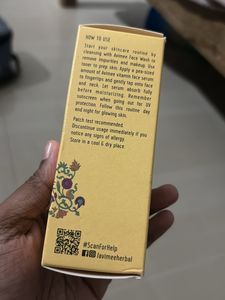 HOW TO USE
Start your skincare routine by
cleansing with Avimee Face Wash to
remove impurities and makeup. Use
toner to prep skin. Apply a pea-sized
amount of Avimee vitamin face serum
to fingertips and gently tap onto face
and neck. Let serum absorb fully
before moisturizing. Remember
sunscreen when going out for UV
protection. Follow this routine day
and night for glowing skin.
Patch test recommended.
Discontinue usage immediately if you
notice any signs of allergy.
Store in a cool & dry place.
#ScanForHelp
/avimeeherbal